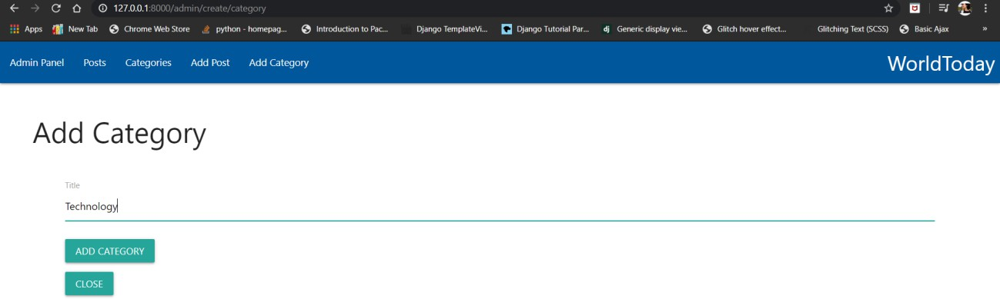 127.0.0.1:8000/admin/create/category
Apps New Tab Chrome Web Store python - homepag... Introduction to Pac... Django TemplateVi... Django Tutorial Par... Generic display vie... Glitch hover effect... Glitching Text (SCSS) Basic Ajax »
Admin Panel Posts Categories Add Post Add Category WorldToday
Add Category
Title
Technology
ADD CATEGORY
CLOSE